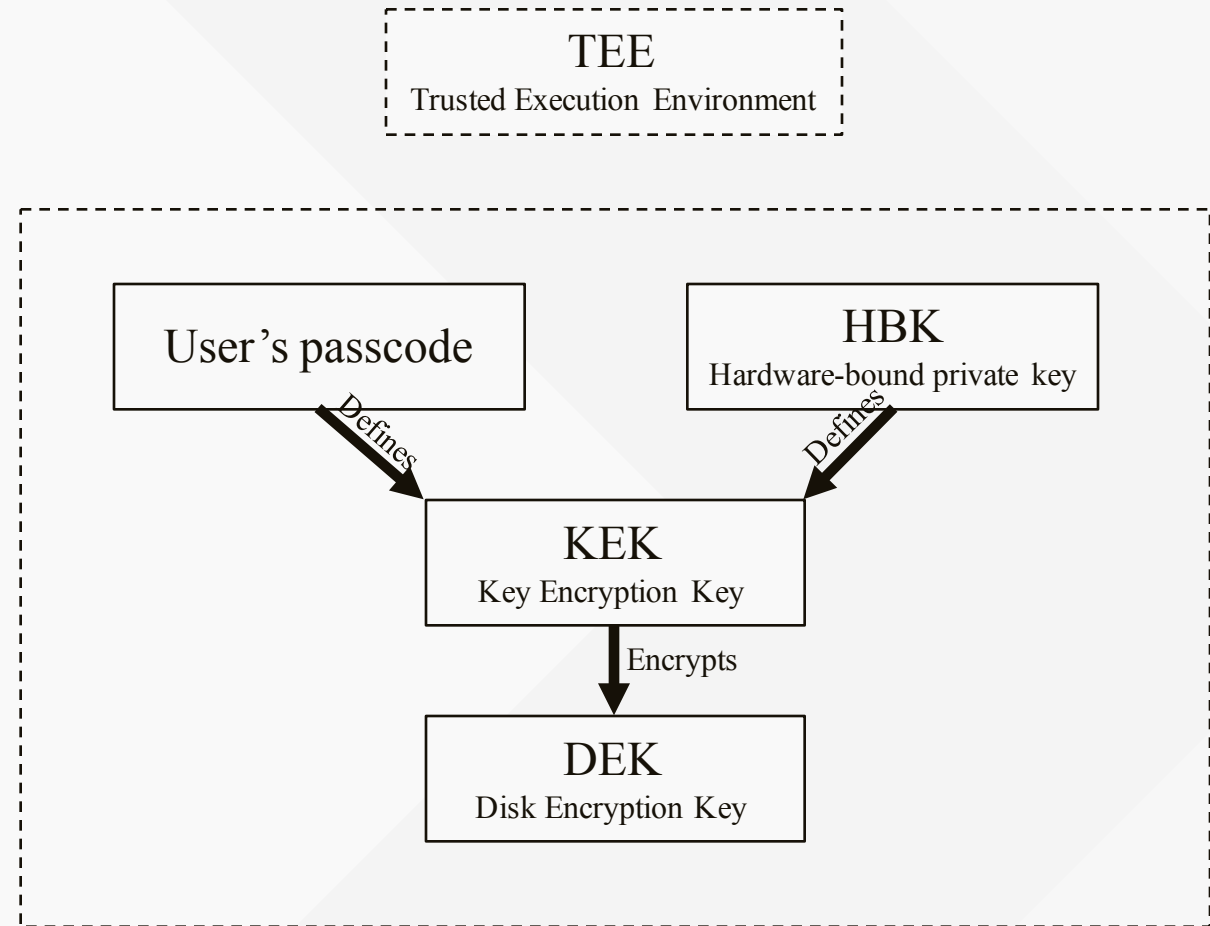 TEE
Trusted Execution Environment
User’s passcode
HBK
Hardware-bound private key
Defines
Defines
KEK
Key Encryption Key
Encrypts
DEK
Disk Encryption Key